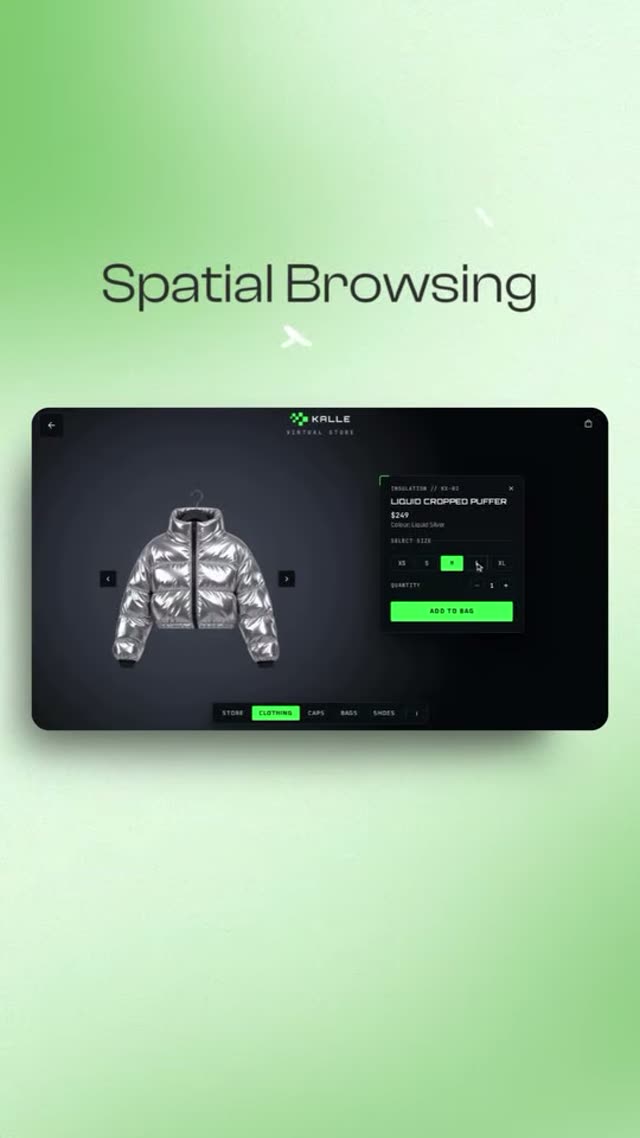 Spatial Browsing
KALLE
VIRTUAL STORE
INSULATION // KX-02
LIQUID CROPPED PUFFER
$249
Colour: Liquid Silver
SELECT SIZE
XS S M XL
QUANTITY — 1 +
ADD TO BAG
STORE CLOTHING CAPS BAGS SHOES